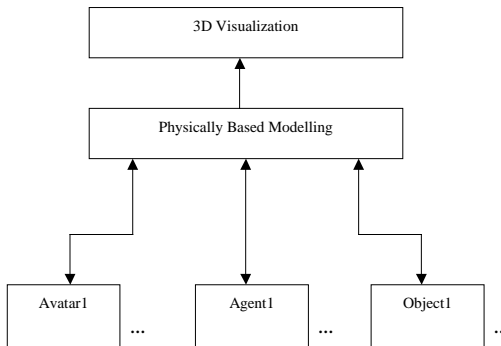 3D Visualization
Physically Based Modelling
Avatar1 ... Agent1 ... Object1 ...